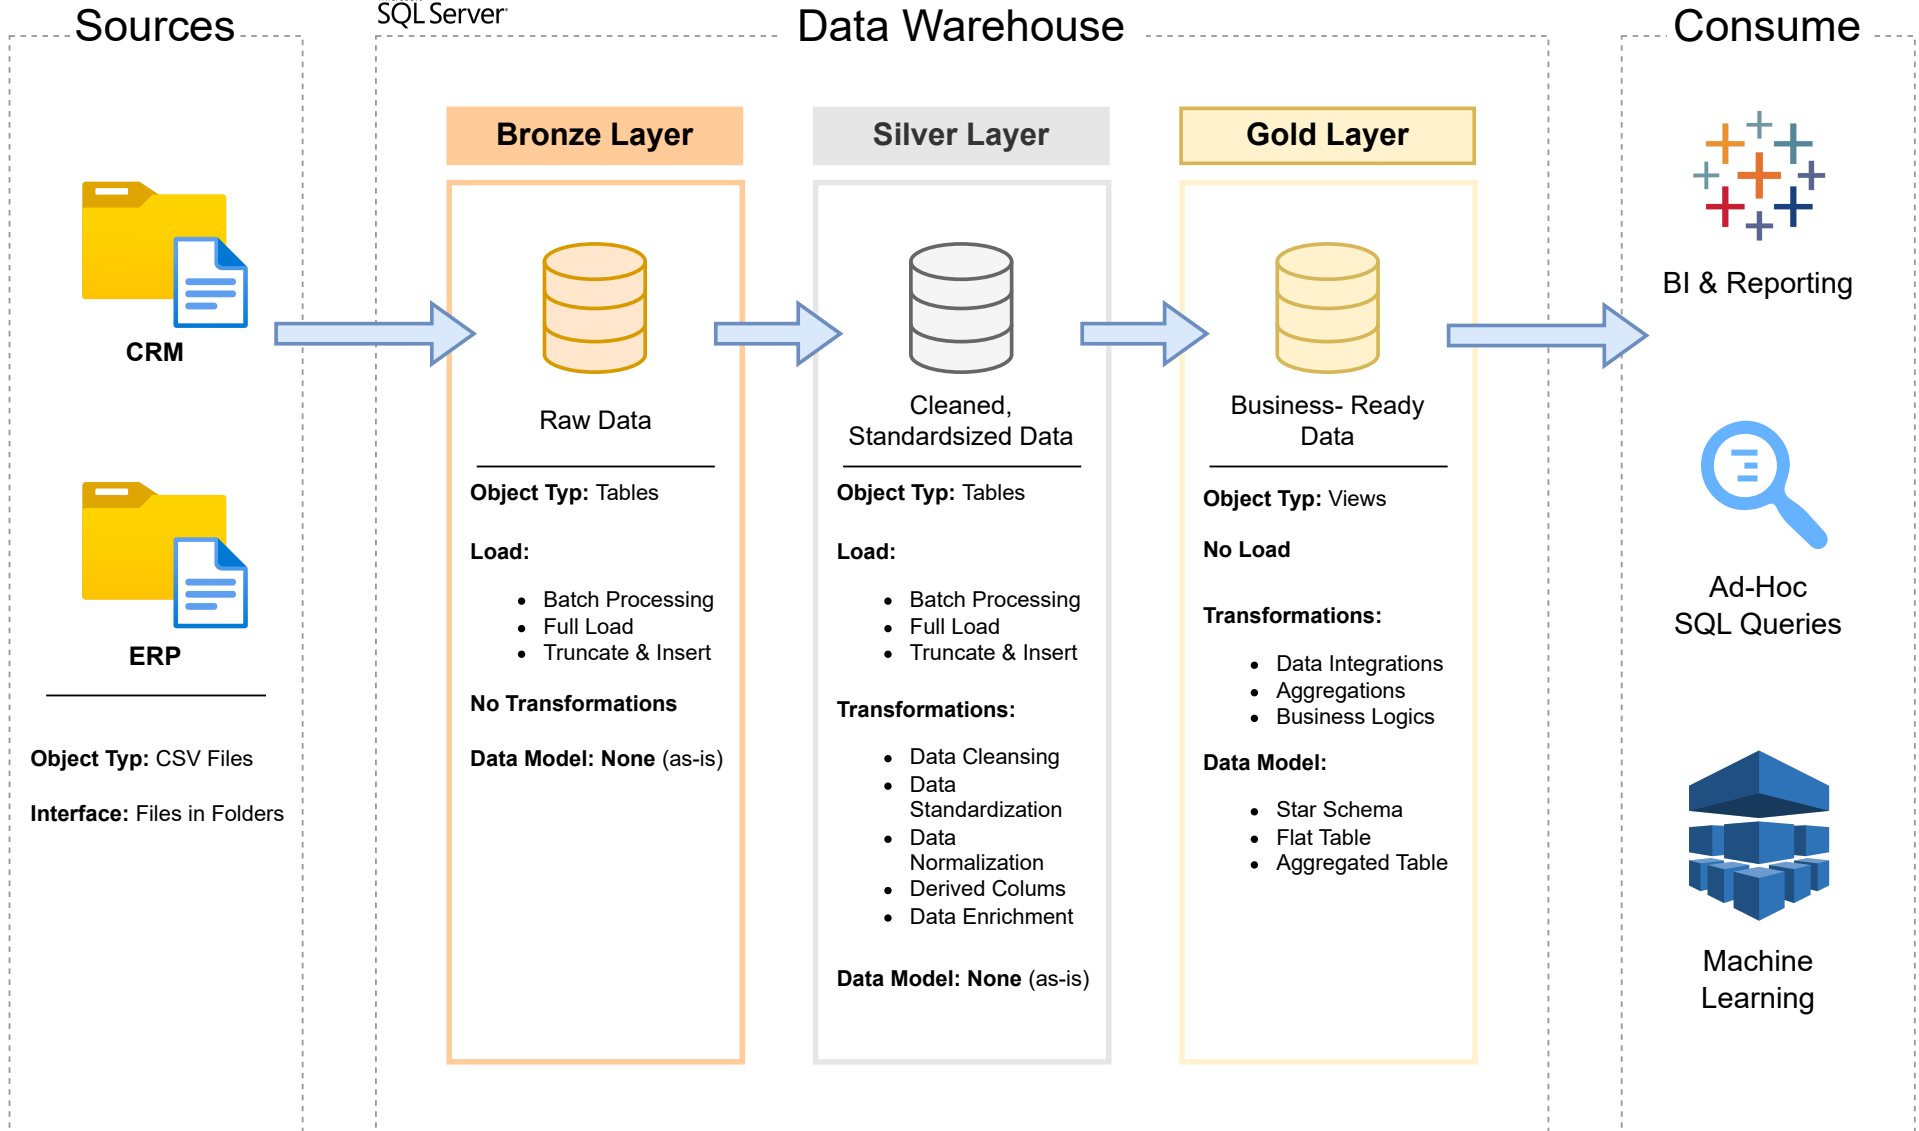 Sources
CRM
ERP
Object Typ: CSV Files
Interface: Files in Folders
SQL Server
Data Warehouse
Bronze Layer
Raw Data
Object Typ: Tables
Load:
Batch Processing
Full Load
Truncate & Insert
No Transformations
Data Model: None (as-is)
Silver Layer
Cleaned,
Standardsized Data
Object Typ: Tables
Load:
Batch Processing
Full Load
Truncate & Insert
Transformations:
Data Cleansing
Data
Standardization
Data
Normalization
Derived Colums
Data Enrichment
Data Model: None (as-is)
Gold Layer
Business- Ready
Data
Object Typ: Views
No Load
Transformations:
Data Integrations
Aggregations
Business Logics
Data Model:
Star Schema
Flat Table
Aggregated Table
Consume
BI & Reporting
Ad-Hoc
SQL Queries
Machine
Learning